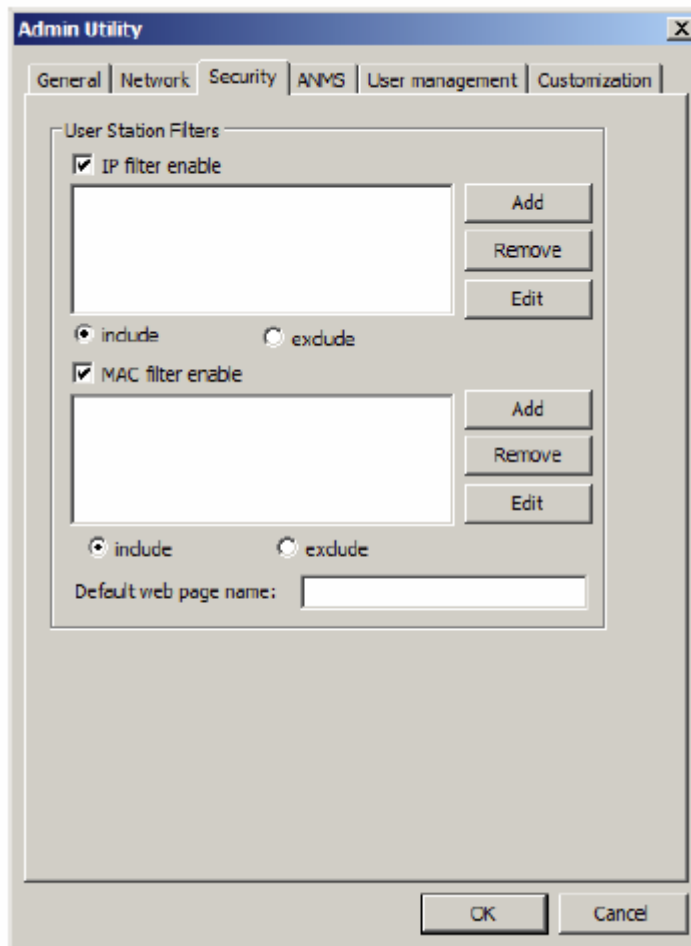 Admin Utility
General Network Security ANMS User management Customization
User Station Filters
IP filter enable
Add
Remove
Edit
include exclude
MAC filter enable
Add
Remove
Edit
include exclude
Default web page name:
OK Cancel